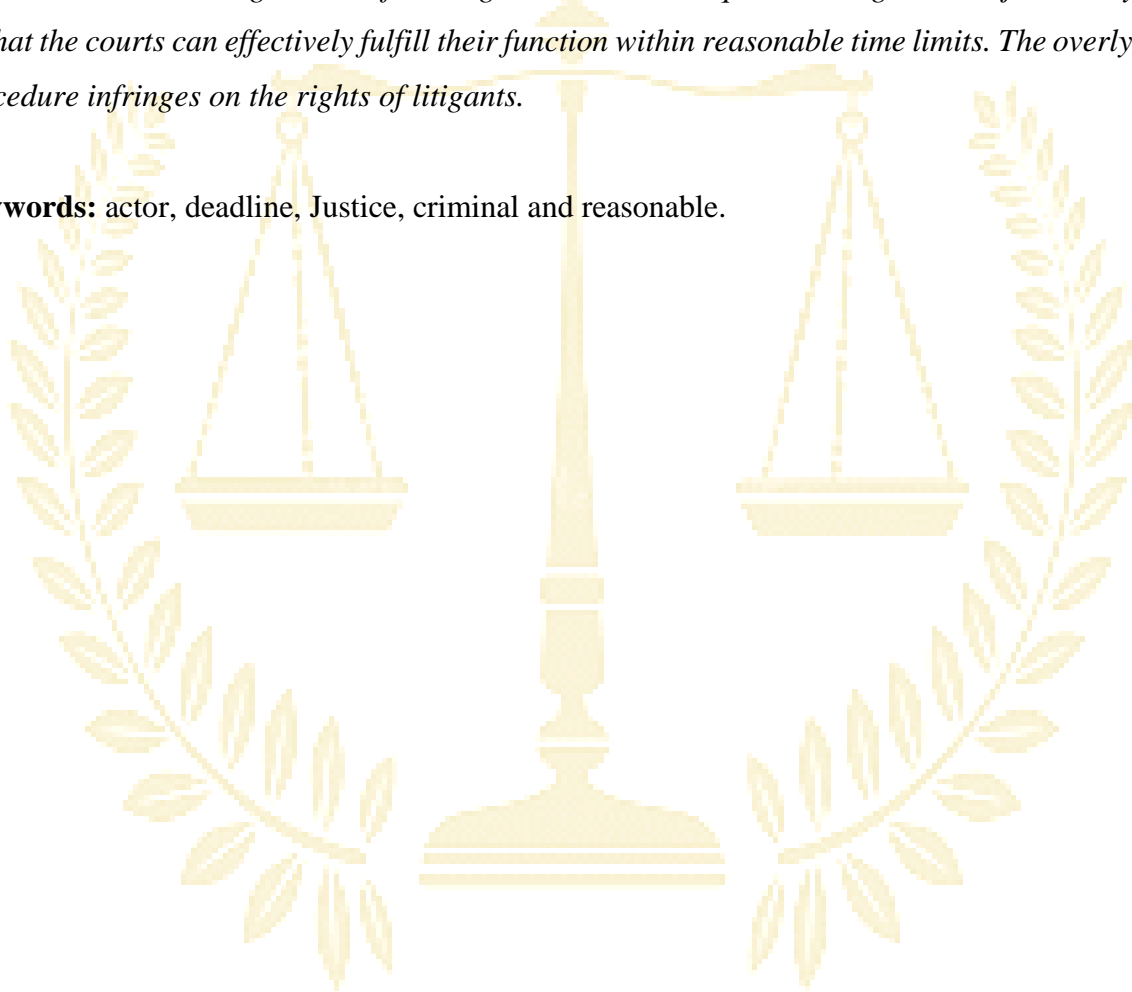 hat the courts can effectively fulfill their function within reasonable time limits. The overly
cedure infringes on the rights of litigants.
words: actor, deadline, Justice, criminal and reasonable.